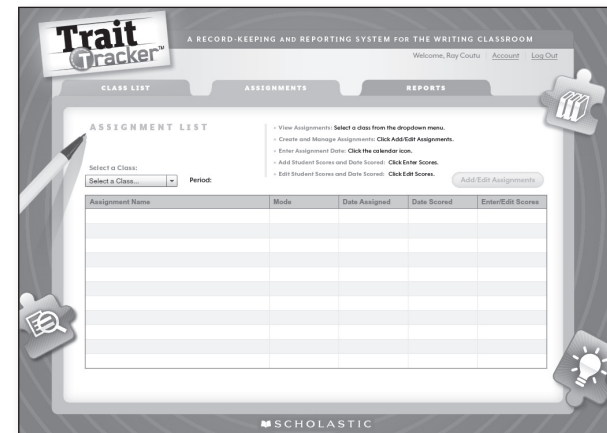 Trait Tracker™
A RECORD-KEEPING AND REPORTING SYSTEM FOR THE WRITING CLASSROOM
Welcome, Ray Coutu Account Log Out
CLASS LIST ASSIGNMENTS REPORTS
ASSIGNMENT LIST
› View Assignments: Select a class from the dropdown menu.
› Create and Manage Assignments: Click Add/Edit Assignments.
› Enter Assignment Date: Click the calendar icon.
› Add Student Scores and Date Scored: Click Enter Scores.
› Edit Student Scores and Date Scored: Click Edit Scores.
Select a Class:
Select a Class... Period:
Add/Edit Assignments
Assignment Name Mode Date Assigned Date Scored Enter/Edit Scores
SCHOLASTIC